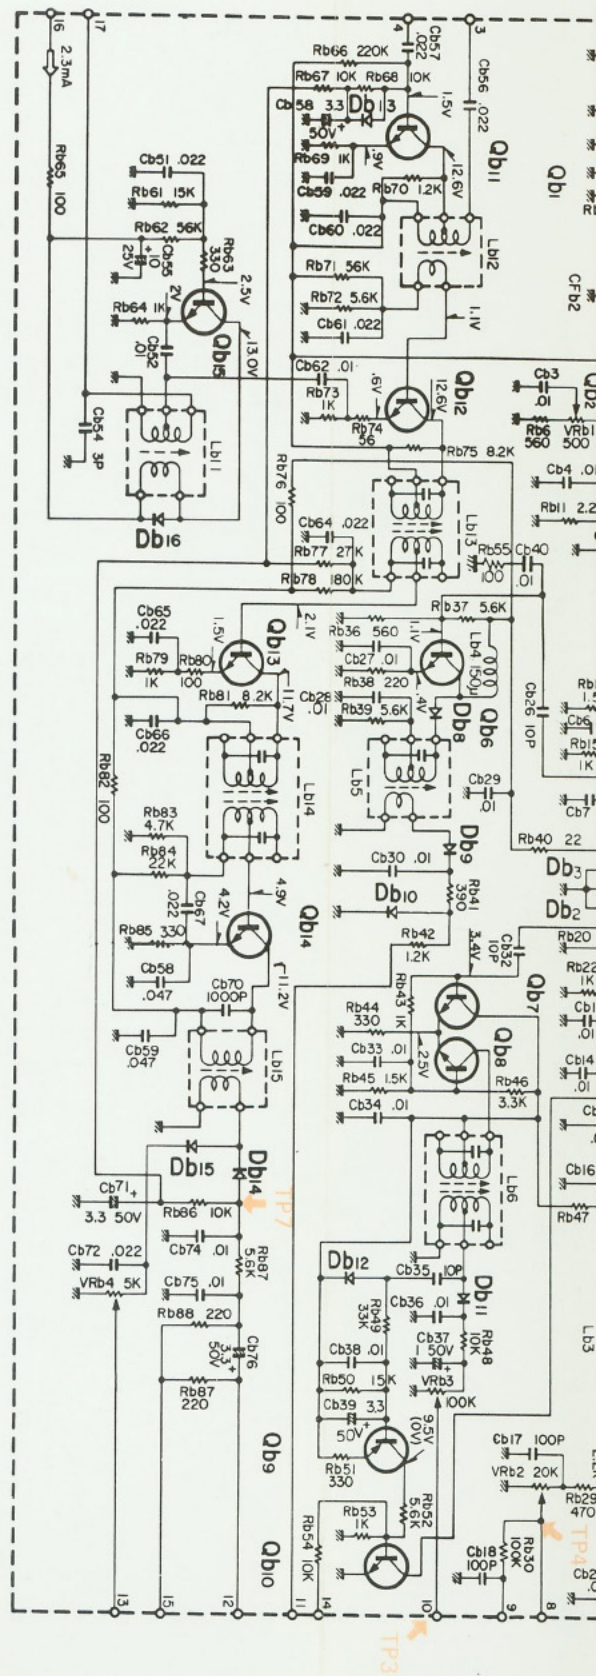 16
17
2.3mA
4
3
Cb57
.022
Rb66 220K
Rb67 10K
Rb68 10K
Cb56
.022
Cb58 3.3
50V+
Db13
1.5V
Rb69 1K
.9V
Cb59 .022
Cb60 .022
12.6V
Qb11
Rb70 1.2K
Lb12
Qb1
CFb2
Rb65
100
Cb51 .022
Rb61 15K
Rb62 56K
Cb55
+ 10
25V
Rb63
330
2.5V
Rb64 1K
2V
Cb52
.01
Qb15
13.0V
Rb71 56K
Rb72 5.6K
Cb61 .022
1.1V
Cb62 .01
Rb73
1K
.6V
Rb74
56
12.6V
Qb12
Cb3
.01
Rb6
560
VRb1
500
Cb54 3P
Lb11
Db16
Rb75 8.2K
Rb76
100
Cb4 .01
Rb11 2.2
Lb13
Cb64 .022
Rb77 27K
Rb78 180K
Rb55
100
Cb40
.01
2.1V
Cb65
.022
1.5V
Qb13
Rb79
1K
Rb80
100
Rb81 8.2K
11.7V
Cb66
.022
Rb36 560
Cb27 .01
Rb38 220
Cb28
.01
Rb39 5.6K
1.1V
Rb37 5.6K
Lb4 150μ
.4V
Db8
Qb6
Cb26 10P
Cb6
1K
Cb7
Rb82 100
Lb14
Lb5
Cb29
.01
Rb83
4.7K
Rb84
22K
Cb67
.022
4.2V
4.9V
Qb14
Rb85 330
Cb58
.047
11.2V
Cb30 .01
Db9
Db10
Rb41
390
Rb42
1.2K
Rb40 22
Db3
Db2
Rb20
Rb22
1K
Cb14
.01
Cb70
1000P
Cb59
.047
Lb15
3.4V
Cb32
10P
Qb7
Rb43
1K
Rb44
330
Cb33 .01
2.5V
Qb8
Rb45 1.5K
Rb46
3.3K
Cb34 .01
Lb6
Cb16
Rb47
Db15
Db14
TP7
Cb71 +
3.3 50V
Rb86 10K
Cb72 .022
Cb74 .01
VRb4 5K
Cb75 .01
Rb87
5.6K
Rb88 220
Cb76
3.3
50V +
Rb87
220
Db12
Cb35 10P
Db11
Rb49
33K
Cb36 .01
Cb37
1 50V
Rb48
10K
VRb3
100K
Cb38 .01
Rb50 15K
Cb39 3.3
50V+
9.5V
(0V)
Rb51
330
Rb52
5.6K
Qb9
Qb10
Rb53
1K
Rb54 10K
Lb3
Cb17 100P
VRb2 20K
Rb29
470
Rb30
100K
Cb18
100P
TP4
TP3
13
15
12
11
14
10
9
8